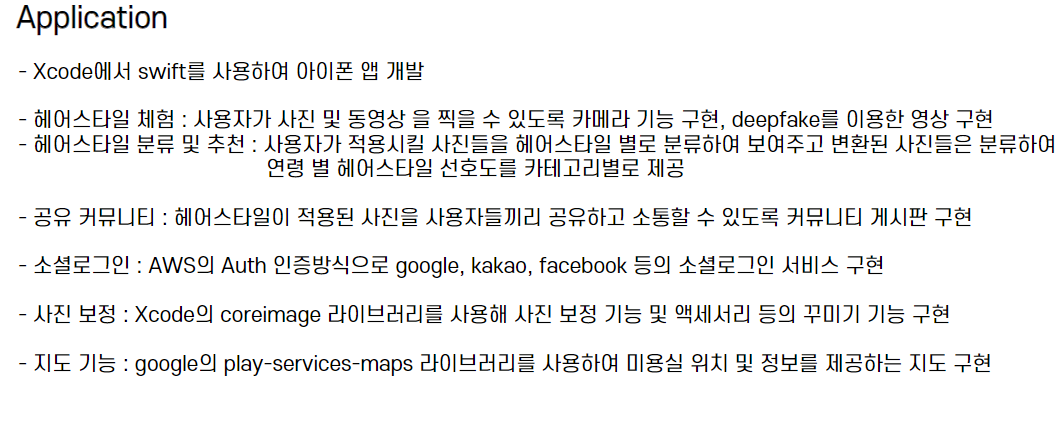 Application
- Xcode에서 swift를 사용하여 아이폰 앱 개발
- 헤어스타일 체험 : 사용자가 사진 및 동영상 을 찍을 수 있도록 카메라 기능 구현, deepfake를 이용한 영상 구현
- 헤어스타일 분류 및 추천 : 사용자가 적용시킬 사진들을 헤어스타일 별로 분류하여 보여주고 변환된 사진들은 분류하여
연령 별 헤어스타일 선호도를 카테고리별로 제공
- 공유 커뮤니티 : 헤어스타일이 적용된 사진을 사용자들끼리 공유하고 소통할 수 있도록 커뮤니티 게시판 구현
- 소셜로그인 : AWS의 Auth 인증방식으로 google, kakao, facebook 등의 소셜로그인 서비스 구현
- 사진 보정 : Xcode의 coreimage 라이브러리를 사용해 사진 보정 기능 및 액세서리 등의 꾸미기 기능 구현
- 지도 기능 : google의 play-services-maps 라이브러리를 사용하여 미용실 위치 및 정보를 제공하는 지도 구현